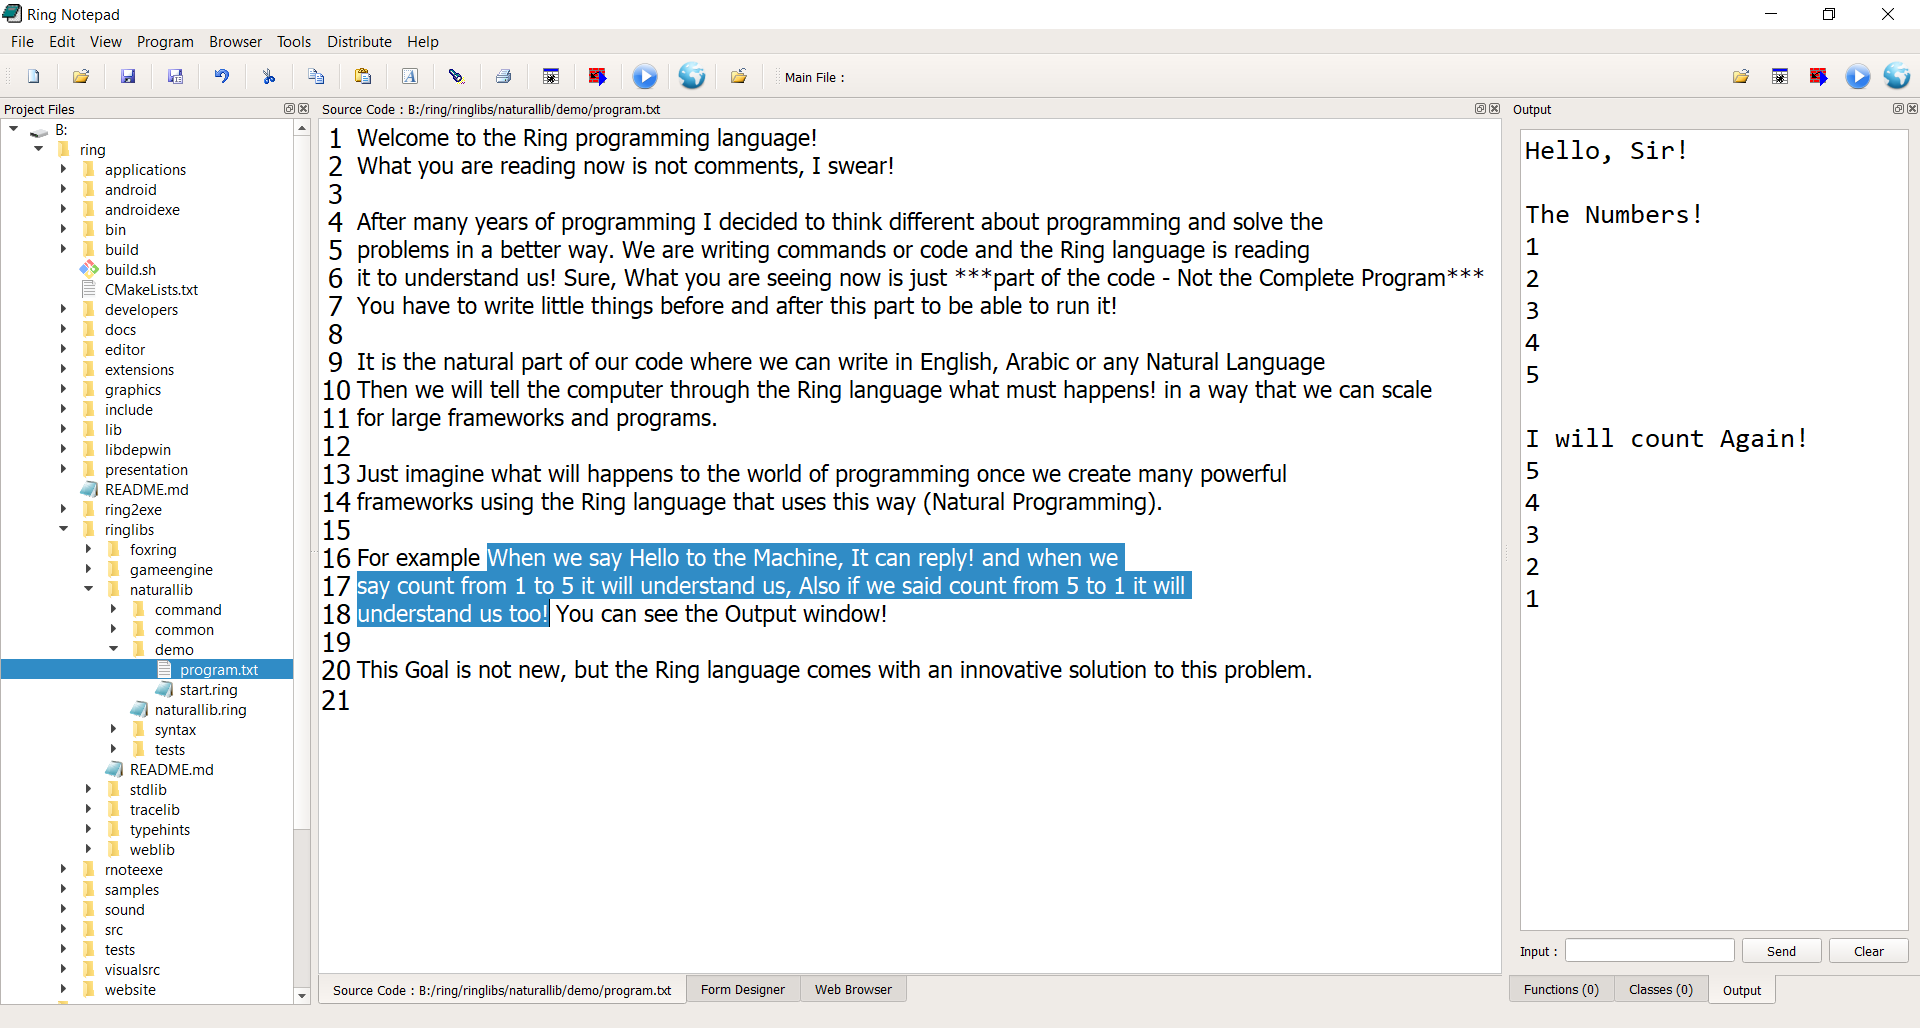 Ring Notepad
File Edit View Program Browser Tools Distribute Help
Main File :
Project Files
B:
ring
applications
android
androidexe
bin
build
build.sh
CMakeLists.txt
developers
docs
editor
extensions
graphics
include
lib
libdepwin
presentation
README.md
ring2exe
ringlibs
foxring
gameengine
naturallib
command
common
demo
program.txt
start.ring
naturallib.ring
syntax
tests
README.md
stdlib
tracelib
typehints
weblib
rnoteexe
samples
sound
src
tests
visualsrc
website
Source Code : B:/ring/ringlibs/naturallib/demo/program.txt
1 Welcome to the Ring programming language!
2 What you are reading now is not comments, I swear!
3
4 After many years of programming I decided to think different about programming and solve the
5 problems in a better way. We are writing commands or code and the Ring language is reading
6 it to understand us! Sure, What you are seeing now is just ***part of the code - Not the Complete Program***
7 You have to write little things before and after this part to be able to run it!
8
9 It is the natural part of our code where we can write in English, Arabic or any Natural Language
10 Then we will tell the computer through the Ring language what must happens! in a way that we can scale
11 for large frameworks and programs.
12
13 Just imagine what will happens to the world of programming once we create many powerful
14 frameworks using the Ring language that uses this way (Natural Programming).
15
16 For example When we say Hello to the Machine, It can reply! and when we
17 say count from 1 to 5 it will understand us, Also if we said count from 5 to 1 it will
18 understand us too! You can see the Output window!
19
20 This Goal is not new, but the Ring language comes with an innovative solution to this problem.
21
Source Code : B:/ring/ringlibs/naturallib/demo/program.txt Form Designer Web Browser
Output
Hello, Sir!
The Numbers!
1
2
3
4
5
I will count Again!
5
4
3
2
1
Input : Send Clear
Functions (0) Classes (0) Output